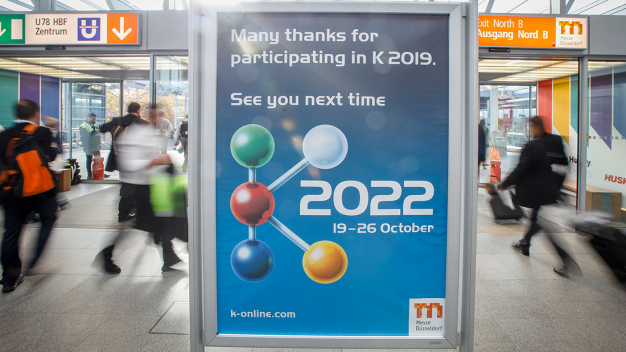 U78 HBF
Zentrum
U
Exit North B
Ausgang Nord B
Messe
Düsseldorf
Many thanks for
participating in K 2019.
See you next time
2022
19 – 26 October
k-online.com
Messe
Düsseldorf
HUSKY